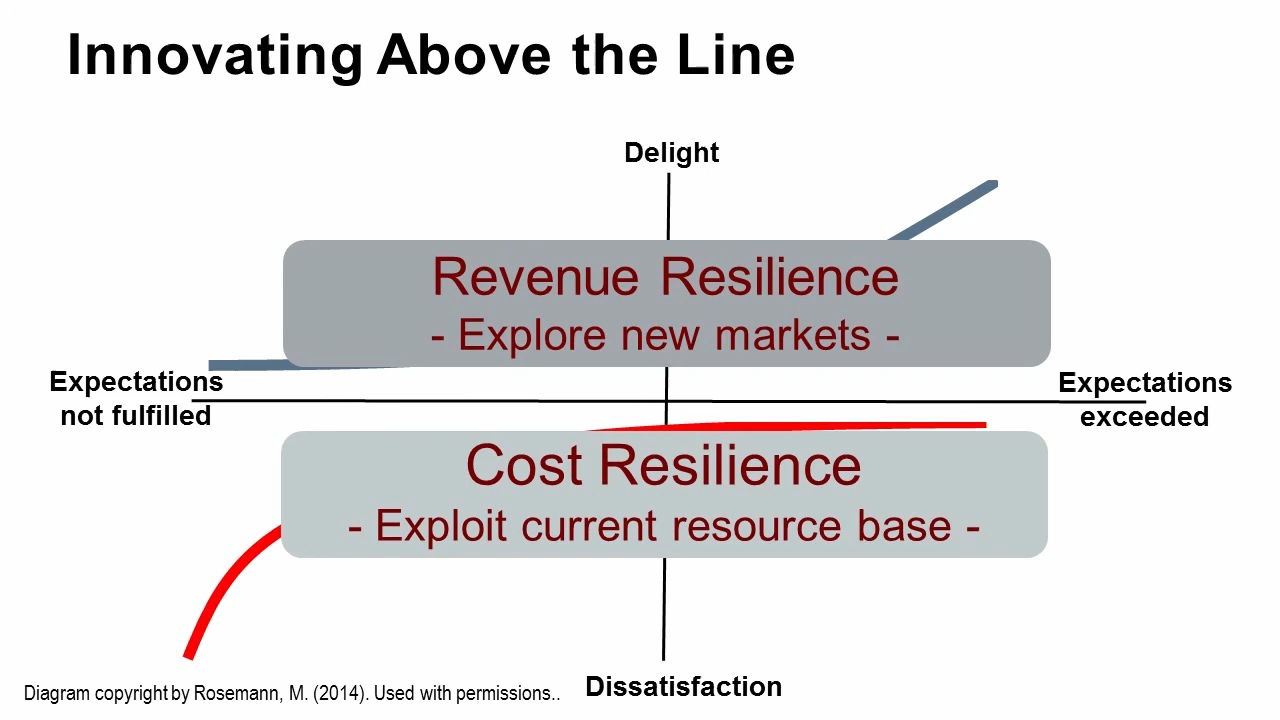 Innovating Above the Line
Delight
Revenue Resilience
- Explore new markets -
Expectations
not fulfilled
Expectations
exceeded
Cost Resilience
- Exploit current resource base -
Diagram copyright by Rosemann, M. (2014). Used with permissions..
Dissatisfaction